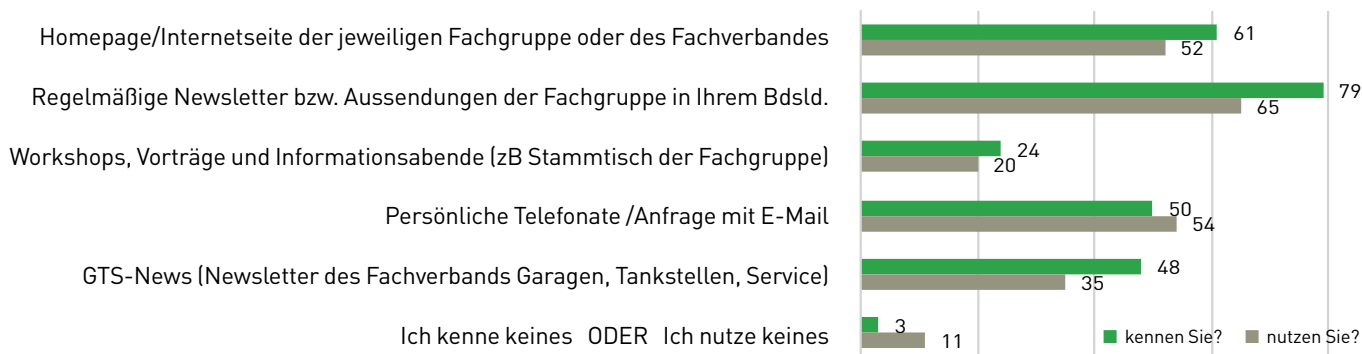 Homepage/Internetseite der jeweiligen Fachgruppe oder des Fachverbandes
61
52
Regelmäßige Newsletter bzw. Aussendungen der Fachgruppe in Ihrem Bdsld.
79
65
Workshops, Vorträge und Informationsabende (zB Stammtisch der Fachgruppe)
24
20
Persönliche Telefonate /Anfrage mit E-Mail
50
54
GTS-News (Newsletter des Fachverbands Garagen, Tankstellen, Service)
48
35
Ich kenne keines ODER Ich nutze keines
3
11
kennen Sie? nutzen Sie?